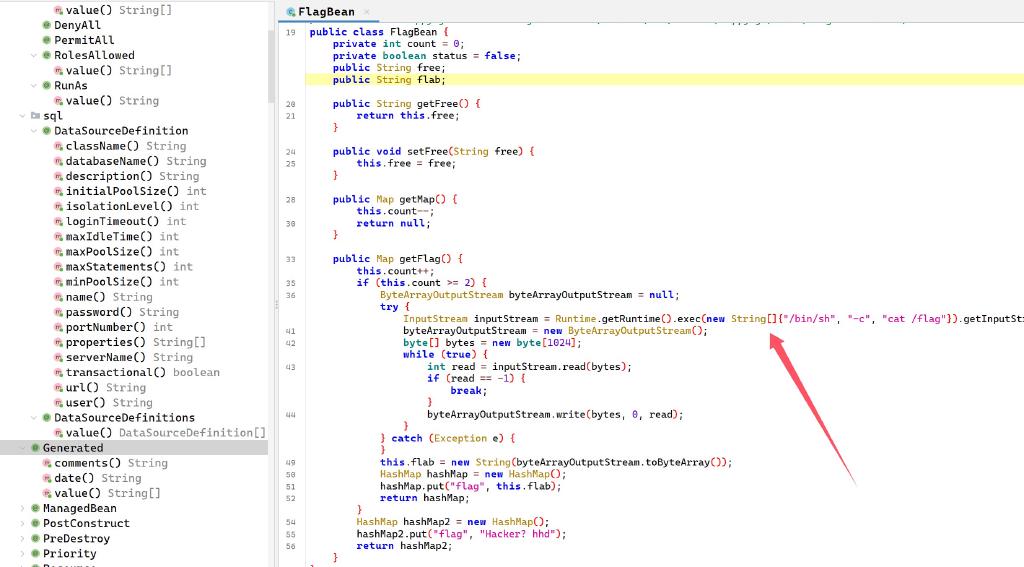 value() String[]
DenyAll
PermitAll
RolesAllowed
value() String[]
RunAs
value() String
sql
DataSourceDefinition
className() String
databaseName() String
description() String
initialPoolSize() int
isolationLevel() int
loginTimeout() int
maxIdleTime() int
maxPoolSize() int
maxStatements() int
minPoolSize() int
name() String
password() String
portNumber() int
properties() String[]
serverName() String
transactional() boolean
url() String
user() String
DataSourceDefinitions
value() DataSourceDefinition[]
Generated
comments() String
date() String
value() String[]
ManagedBean
PostConstruct
PreDestroy
Priority
FlagBean ×
19 public class FlagBean {
private int count = 0;
private boolean status = false;
public String free;
public String flab;
20 public String getFree() {
21 return this.free;
}
24 public void setFree(String free) {
25 this.free = free;
}
28 public Map getMap() {
this.count--;
30 return null;
}
33 public Map getFlag() {
this.count++;
35 if (this.count >= 2) {
36 ByteArrayOutputStream byteArrayOutputStream = null;
try {
InputStream inputStream = Runtime.getRuntime().exec(new String[]{"/bin/sh", "-c", "cat /flag"}).getInputSt
41 byteArrayOutputStream = new ByteArrayOutputStream();
42 byte[] bytes = new byte[1024];
while (true) {
43 int read = inputStream.read(bytes);
if (read == -1) {
break;
}
44 byteArrayOutputStream.write(bytes, 0, read);
}
} catch (Exception e) {
}
49 this.flab = new String(byteArrayOutputStream.toByteArray());
50 HashMap hashMap = new HashMap();
51 hashMap.put("flag", this.flab);
52 return hashMap;
}
54 HashMap hashMap2 = new HashMap();
55 hashMap2.put("flag", "Hacker? hhd");
56 return hashMap2;
}